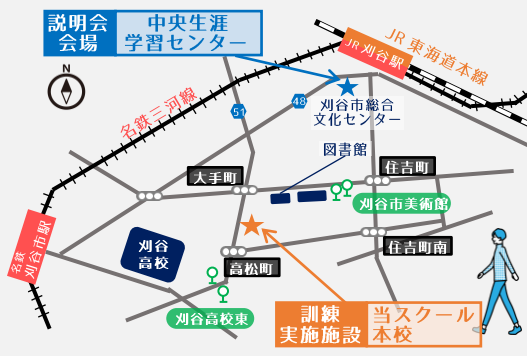 説明会
会場
中央生涯
学習センター
JR 刈谷駅
JR 東海道本線
N
名鉄三河線
51
48
刈谷市総合
文化センター
図書館
大手町
住吉町
刈谷市美術館
名鉄
刈谷市駅
刈谷
高校
高松町
住吉町南
刈谷高校東
訓練
実施施設
当スクール
本校